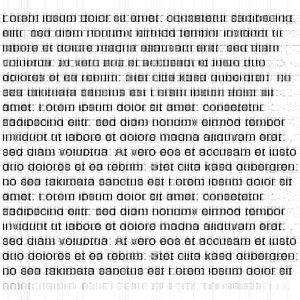 Lorem ipsum dolor sit amet, consetetur sadipscing
elitr, sed diam nonumy eirmod tempor invidunt ut
labore et dolore magna aliquyam erat, sed diam
voluptua. At vero eos et accusam et justo duo
dolores et ea rebum. Stet clita kasd gubergren, no
sea takimata sanctus est Lorem ipsum dolor sit
amet. Lorem ipsum dolor sit amet, consetetur
sadipscing elitr, sed diam nonumy eirmod tempor
invidunt ut labore et dolore magna aliquyam erat,
sed diam voluptua. At vero eos et accusam et justo
duo dolores et ea rebum. Stet clita kasd gubergren,
no sea takimata sanctus est Lorem ipsum dolor sit
amet. Lorem ipsum dolor sit amet, consetetur
sadipscing elitr, sed diam nonumy eirmod tempor
invidunt ut labore et dolore magna aliquyam erat,
sed diam voluptua. At vero eos et accusam et justo
duo dolores et ea rebum. Stet clita kasd gubergren,
no sea takimata sanctus est Lorem ipsum dolor sit
amet